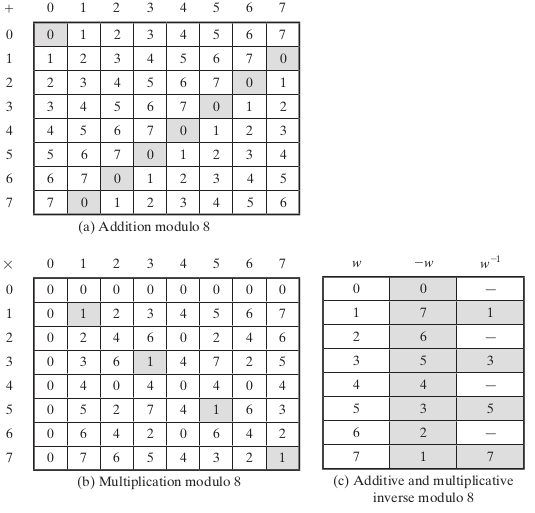 + 0 1 2 3 4 5 6 7
0 0 1 2 3 4 5 6 7
1 1 2 3 4 5 6 7 0
2 2 3 4 5 6 7 0 1
3 3 4 5 6 7 0 1 2
4 4 5 6 7 0 1 2 3
5 5 6 7 0 1 2 3 4
6 6 7 0 1 2 3 4 5
7 7 0 1 2 3 4 5 6
(a) Addition modulo 8
× 0 1 2 3 4 5 6 7
0 0 0 0 0 0 0 0 0
1 0 1 2 3 4 5 6 7
2 0 2 4 6 0 2 4 6
3 0 3 6 1 4 7 2 5
4 0 4 0 4 0 4 0 4
5 0 5 2 7 4 1 6 3
6 0 6 4 2 0 6 4 2
7 0 7 6 5 4 3 2 1
(b) Multiplication modulo 8
w −w w⁻¹
0 0 —
1 7 1
2 6 —
3 5 3
4 4 —
5 3 5
6 2 —
7 1 7
(c) Additive and multiplicative
inverse modulo 8